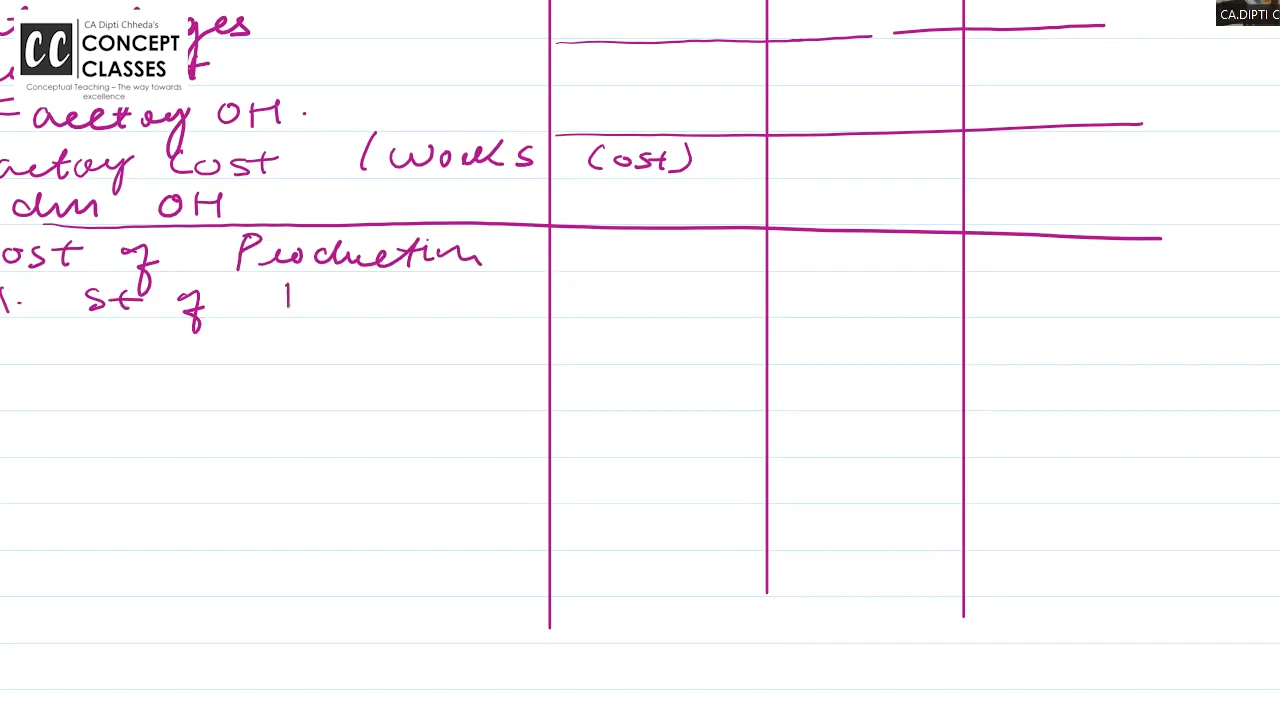 CA Dipti Chheda's
CC CONCEPT CLASSES
Conceptual Teaching – The way towards
excellence
CA.DIPTI C
Factory OH.
actory Cost (Works Cost)
dm OH
ost of Production
st of